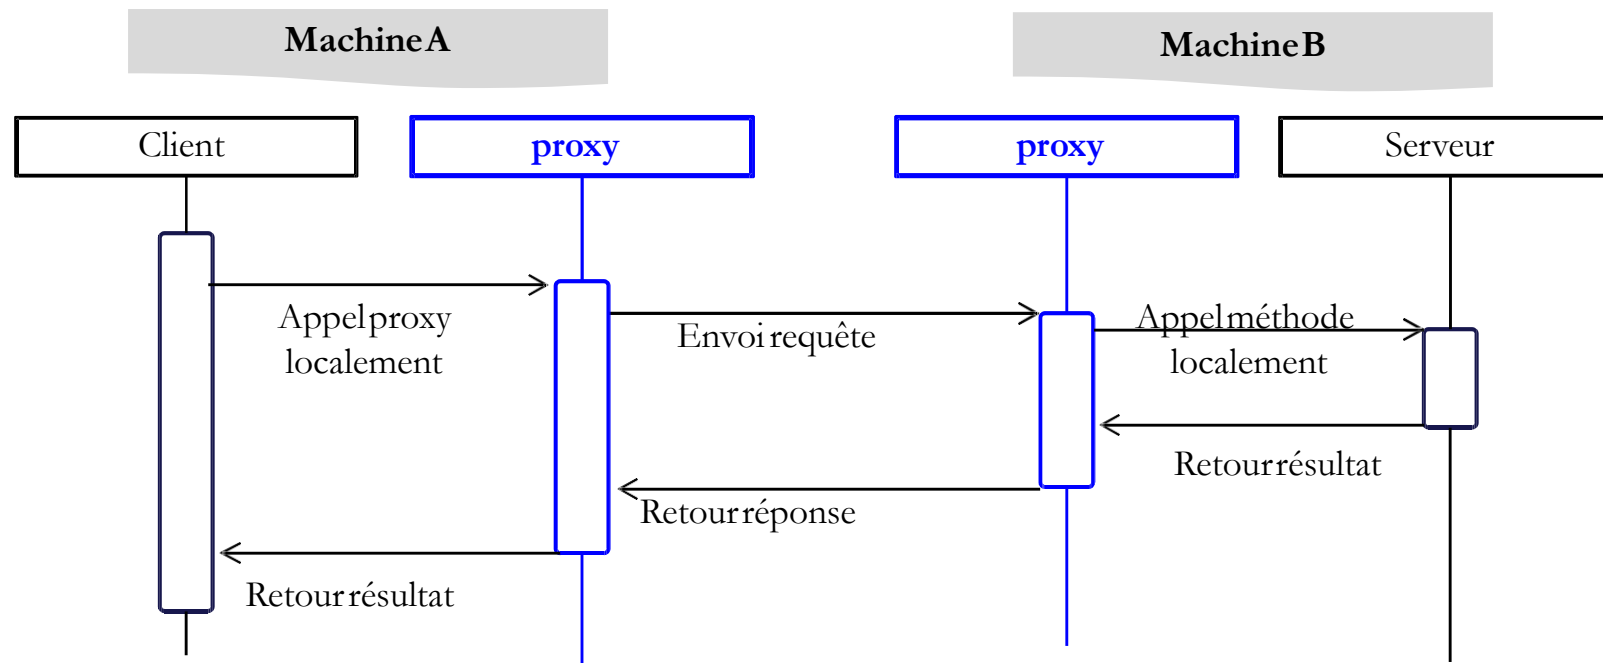 Machine A
Machine B
Client
proxy
proxy
Serveur
Appel proxy
localement
Envoi requête
Appel méthode
localement
Retour résultat
Retour réponse
Retour résultat